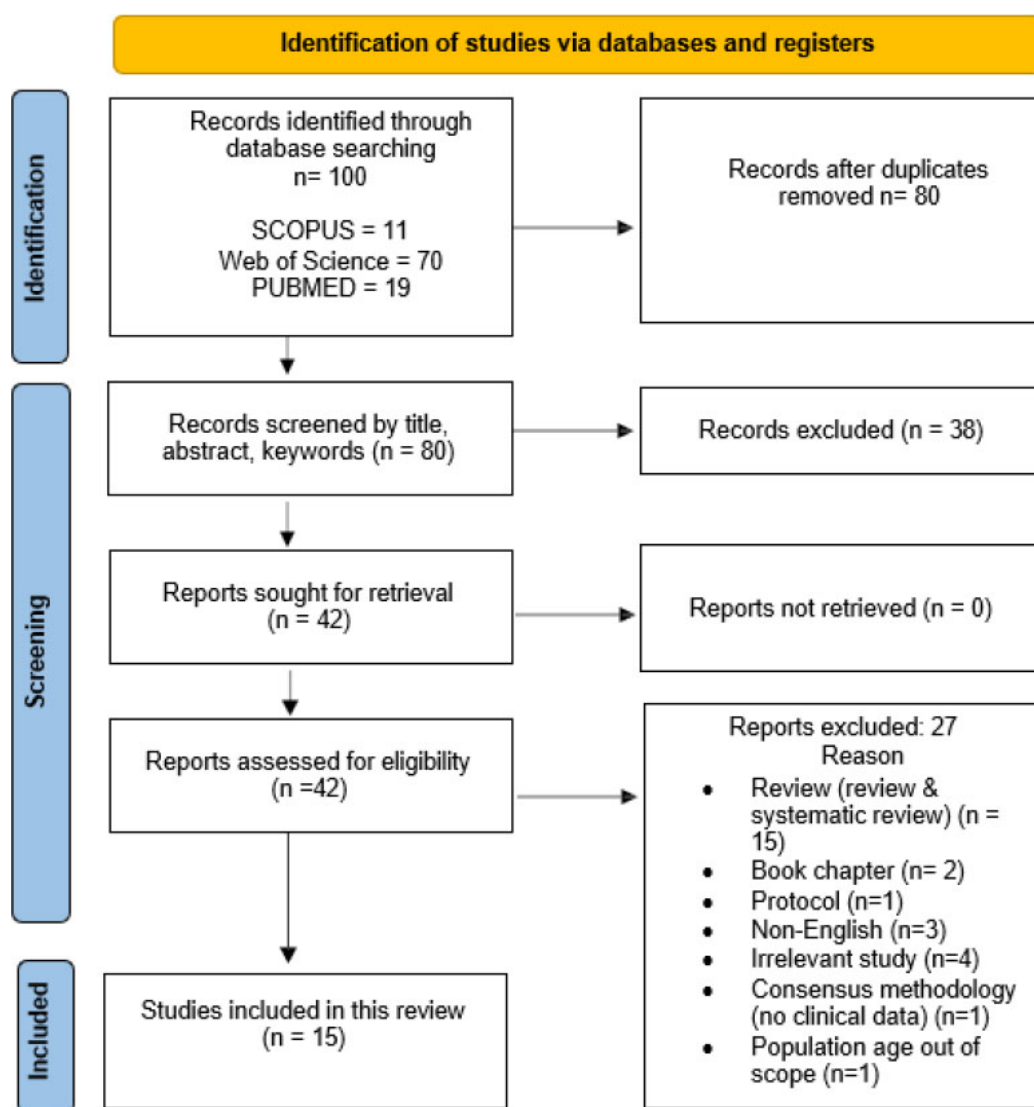 Identification of studies via databases and registers
Identification
Records identified through
database searching
n= 100
SCOPUS = 11
Web of Science = 70
PUBMED = 19
Records after duplicates
removed n= 80
Screening
Records screened by title,
abstract, keywords (n = 80)
Records excluded (n = 38)
Reports sought for retrieval
(n = 42)
Reports not retrieved (n = 0)
Reports assessed for eligibility
(n =42)
Reports excluded: 27
Reason
• Review (review &
systematic review) (n =
15)
• Book chapter (n= 2)
• Protocol (n=1)
• Non-English (n=3)
• Irrelevant study (n=4)
• Consensus methodology
(no clinical data) (n=1)
• Population age out of
scope (n=1)
Included
Studies included in this review
(n = 15)